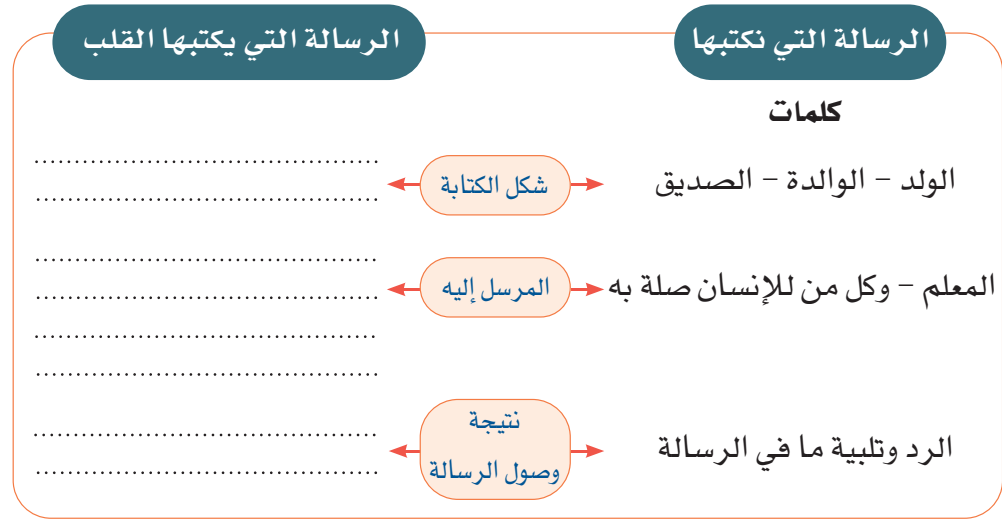 الرسالة التي نكتبها
الرسالة التي يكتبها القلب
كلمات
الولد – الوالدة – الصديق
شكل الكتابة
........................................
........................................
المعلم – وكل من للإنسان صلة به
المرسل إليه
........................................
........................................
........................................
........................................
الرد وتلبية ما في الرسالة
نتيجة
وصول الرسالة
........................................
........................................